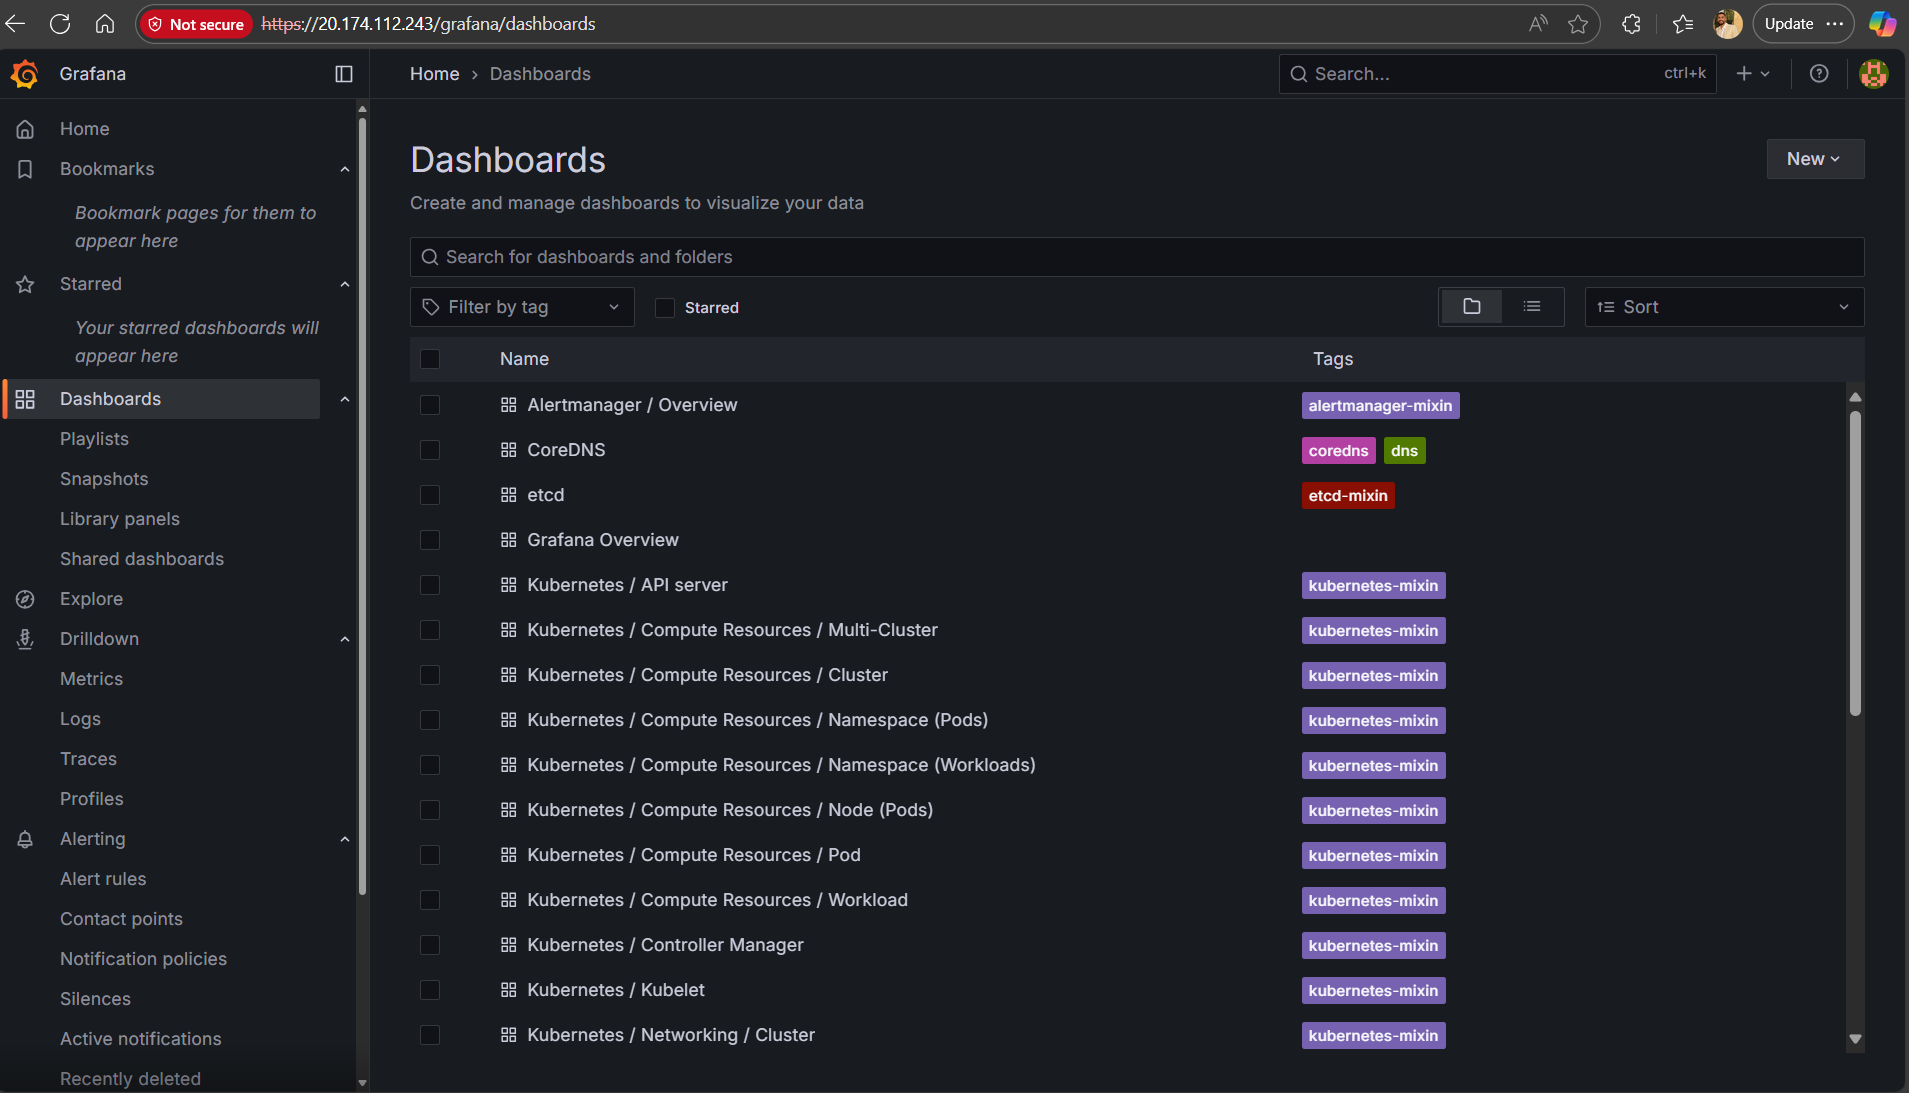 Not secure https://20.174.112.243/grafana/dashboards Update
Grafana Home › Dashboards Search... ctrl+k
Home
Bookmarks
Bookmark pages for them to
appear here
Starred
Your starred dashboards will
appear here
Dashboards
Playlists
Snapshots
Library panels
Shared dashboards
Explore
Drilldown
Metrics
Logs
Traces
Profiles
Alerting
Alert rules
Contact points
Notification policies
Silences
Active notifications
Recently deleted
Dashboards
New
Create and manage dashboards to visualize your data
Search for dashboards and folders
Filter by tag Starred Sort
Name Tags
Alertmanager / Overview alertmanager-mixin
CoreDNS coredns dns
etcd etcd-mixin
Grafana Overview
Kubernetes / API server kubernetes-mixin
Kubernetes / Compute Resources / Multi-Cluster kubernetes-mixin
Kubernetes / Compute Resources / Cluster kubernetes-mixin
Kubernetes / Compute Resources / Namespace (Pods) kubernetes-mixin
Kubernetes / Compute Resources / Namespace (Workloads) kubernetes-mixin
Kubernetes / Compute Resources / Node (Pods) kubernetes-mixin
Kubernetes / Compute Resources / Pod kubernetes-mixin
Kubernetes / Compute Resources / Workload kubernetes-mixin
Kubernetes / Controller Manager kubernetes-mixin
Kubernetes / Kubelet kubernetes-mixin
Kubernetes / Networking / Cluster kubernetes-mixin